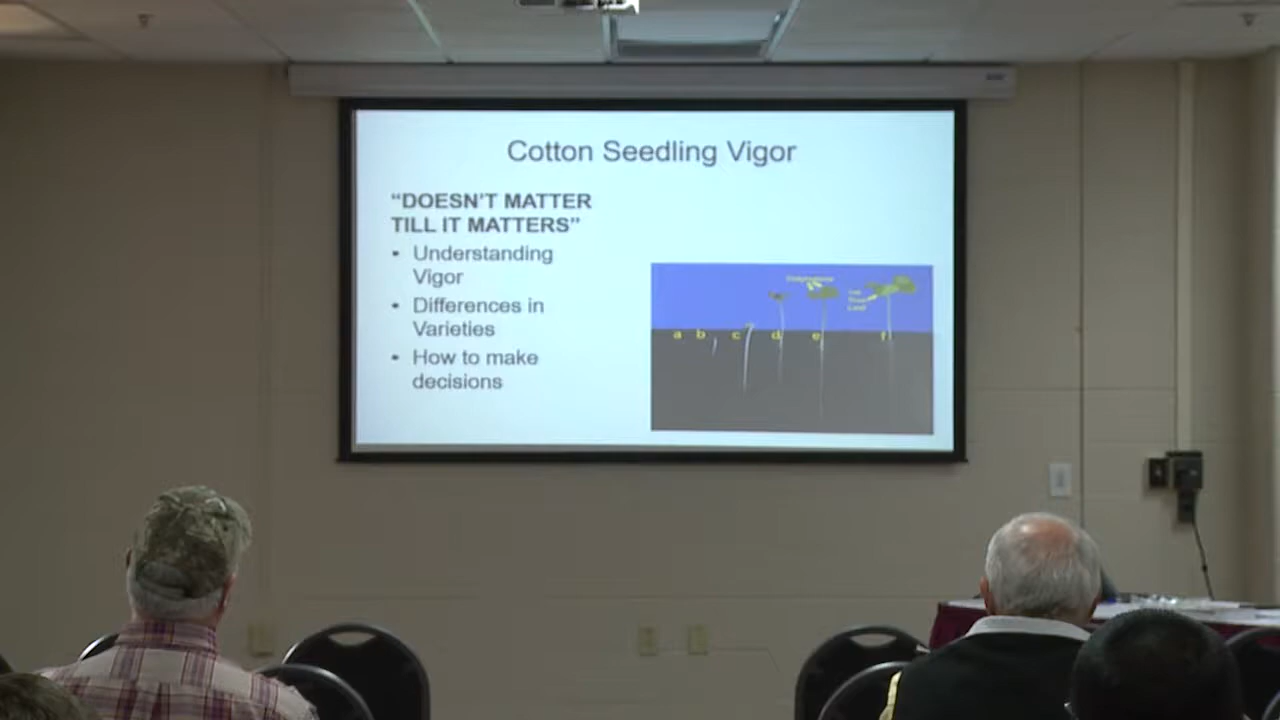 Cotton Seedling Vigor
“DOESN’T MATTER
TILL IT MATTERS”
• Understanding
Vigor
• Differences in
Varieties
• How to make
decisions
a b c d e f